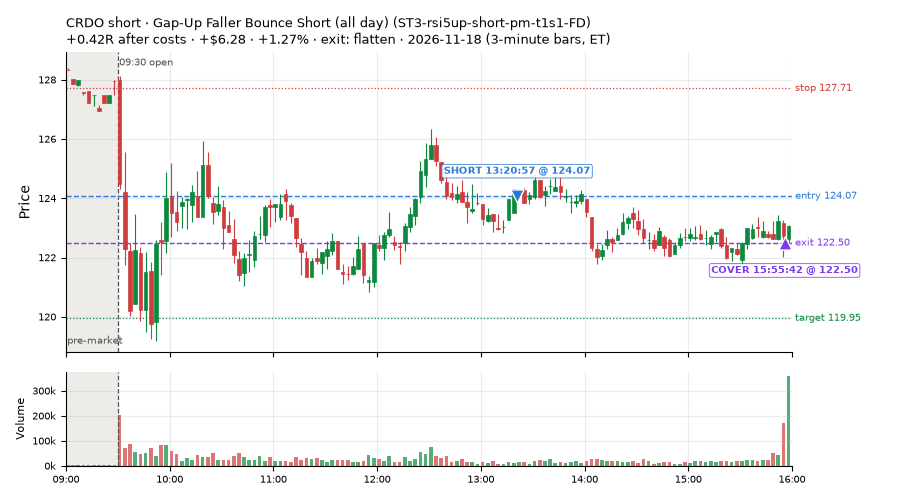 CRDO short · Gap-Up Faller Bounce Short (all day) (ST3-rsi5up-short-pm-t1s1-FD)
+0.42R after costs · +$6.28 · +1.27% · exit: flatten · 2026-11-18 (3-minute bars, ET)
09:30 open
128
stop 127.71
126
SHORT 13:20:57 @ 124.07
Price
124
entry 124.07
exit 122.50
122
COVER 15:55:42 @ 122.50
120
target 119.95
pre-market
Volume
300k
200k
100k
0k
09:00
10:00
11:00
12:00
13:00
14:00
15:00
16:00